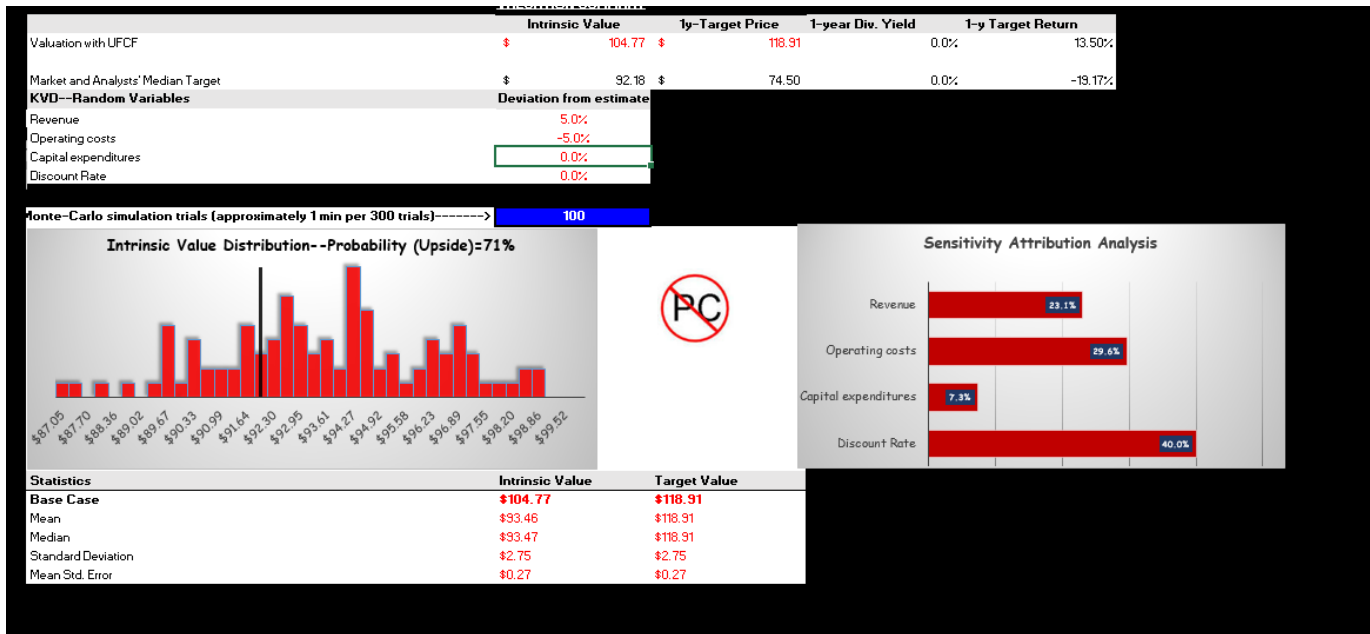 Intrinsic Value 1y-Target Price 1-year Div. Yield 1-y Target Return
Valuation with UFCF $ 104.77 $ 118.91 0.0% 13.50%
Market and Analysts' Median Target $ 92.18 $ 74.50 0.0% -19.17%
KVD--Random Variables Deviation from estimate
Revenue 5.0%
Operating costs -5.0%
Capital expenditures 0.0%
Discount Rate 0.0%
Monte-Carlo simulation trials (approximately 1 min per 300 trials)-------> 100
Intrinsic Value Distribution--Probability (Upside)=71%
$87.05 $87.70 $88.36 $89.02 $89.67 $90.33 $90.99 $91.64 $92.30 $92.95 $93.61 $94.27 $94.92 $95.58 $96.23 $96.89 $97.55 $98.20 $98.86 $99.52
PC
Sensitivity Attribution Analysis
Revenue 23.1%
Operating costs 29.6%
Capital expenditures 7.3%
Discount Rate 40.0%
Statistics Intrinsic Value Target Value
Base Case $104.77 $118.91
Mean $93.46 $118.91
Median $93.47 $118.91
Standard Deviation $2.75 $2.75
Mean Std. Error $0.27 $0.27